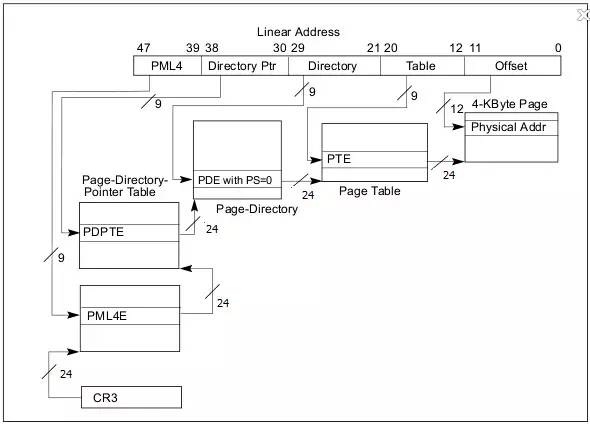 Linear Address
47 39 38 30 29 21 20 12 11 0
PML4 Directory Ptr Directory Table Offset
9 9 9 12 4-KByte Page
Physical Addr
PTE
24
Page Table
PDE with PS=0
24
Page-Directory
Page-Directory-
Pointer Table
PDPTE
24
9
24
PML4E
24
CR3